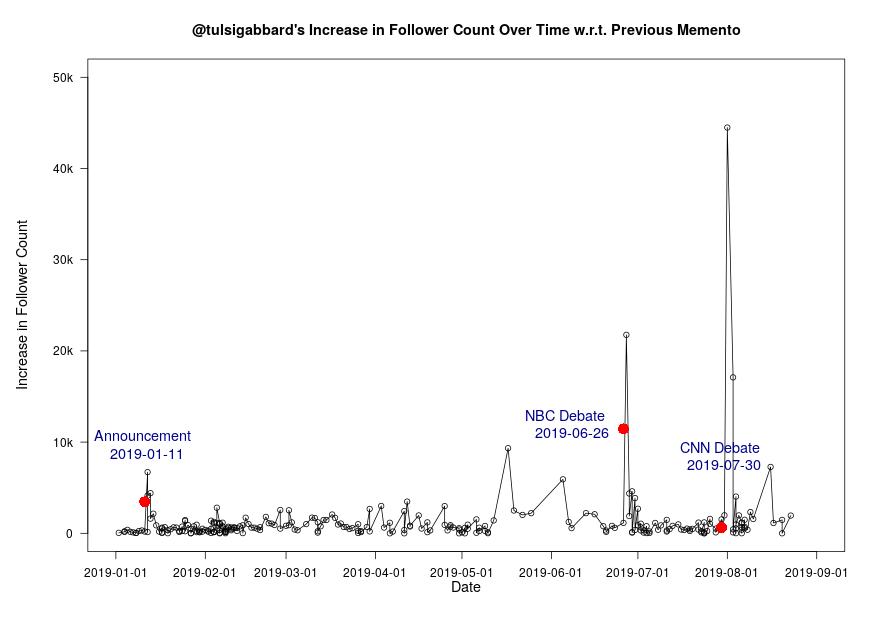 @tulsigabbard's Increase in Follower Count Over Time w.r.t. Previous Memento
50k
40k
30k
20k
10k
0
Increase in Follower Count
Announcement
2019-01-11
NBC Debate
2019-06-26
CNN Debate
2019-07-30
2019-01-01
2019-02-01
2019-03-01
2019-04-01
2019-05-01
2019-06-01
2019-07-01
2019-08-01
2019-09-01
Date